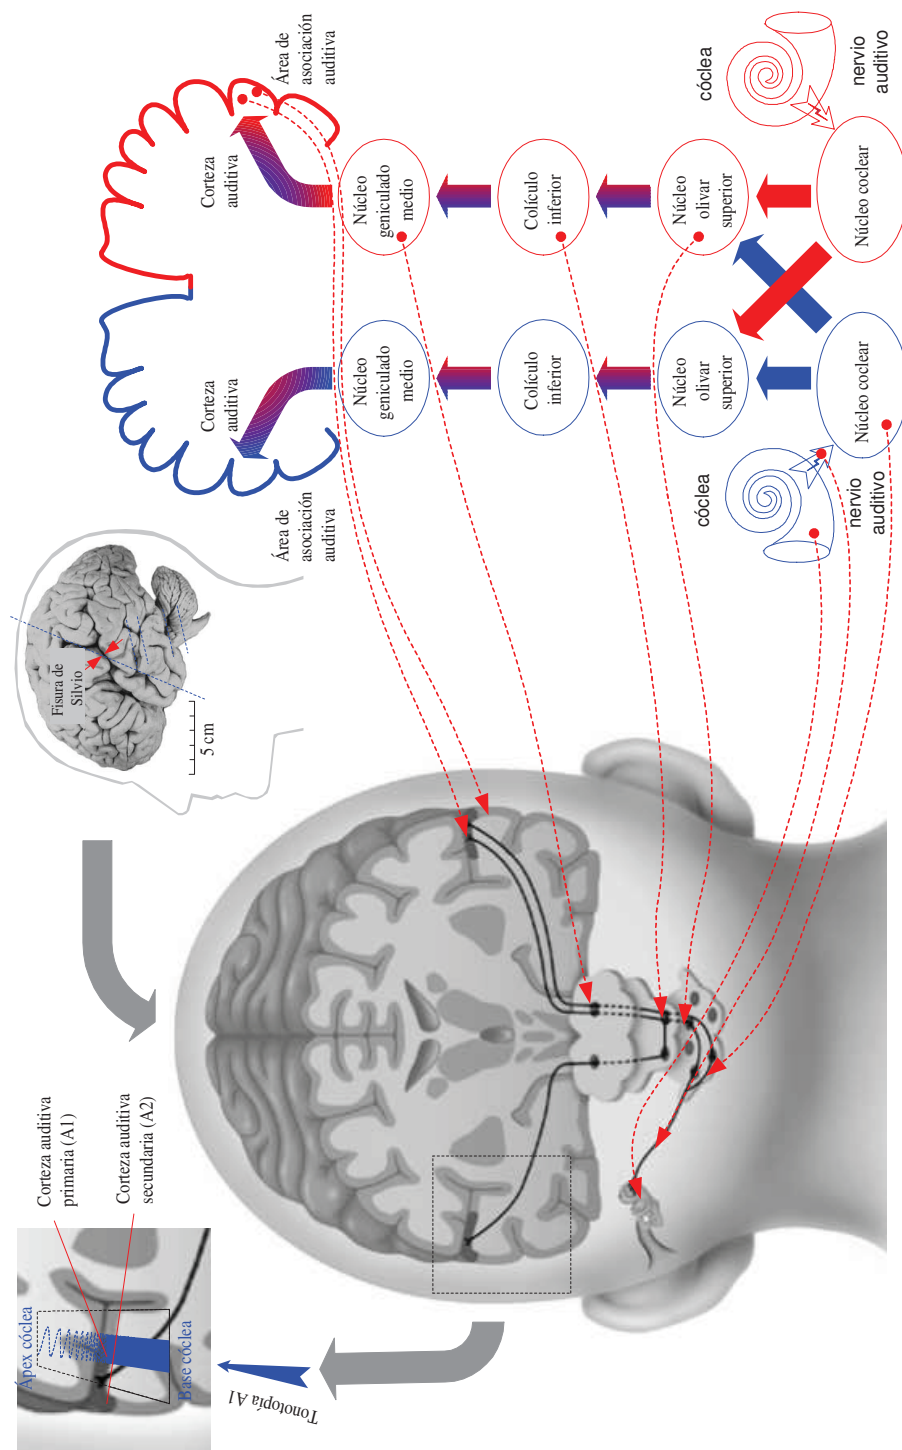 Corteza auditiva
primaria (A1)
Corteza auditiva
secundaria (A2)
Ápex cóclea
Base cóclea
Tonotopía A1
Fisura de
Silvio
5 cm
Área de
asociación
auditiva
Corteza
auditiva
Corteza
auditiva
Área de
asociación
auditiva
Núcleo
geniculado
medio
Núcleo
geniculado
medio
Colículo
inferior
Colículo
inferior
Núcleo
olivar
superior
Núcleo
olivar
superior
cóclea
nervio
auditivo
Núcleo coclear
Núcleo coclear
cóclea
nervio
auditivo